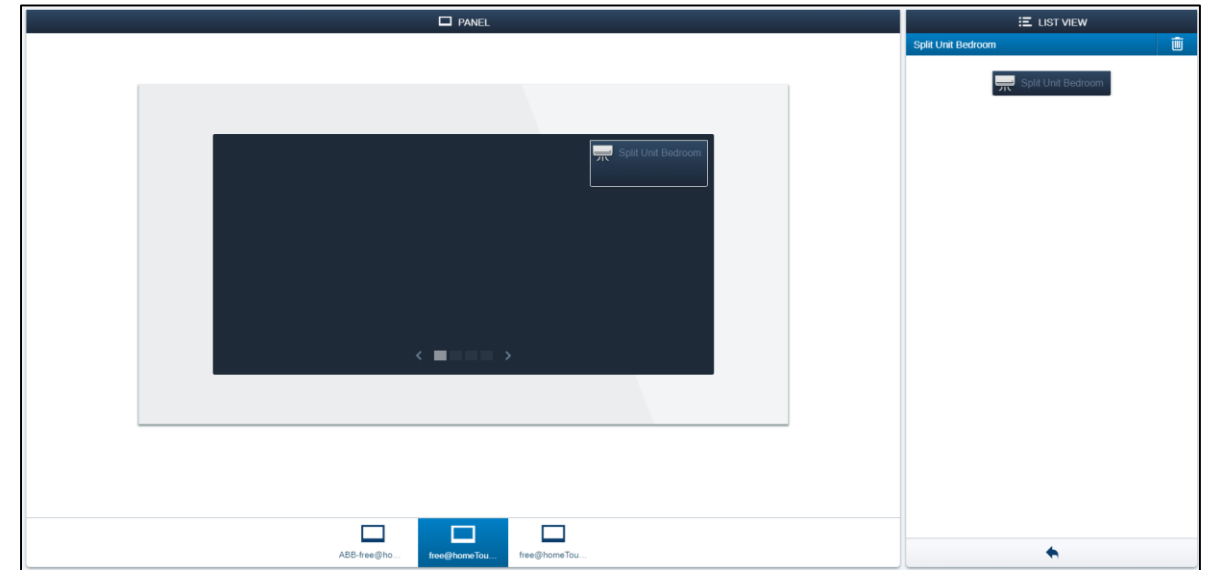 PANEL
LIST VIEW
Split Unit Bedroom
Split Unit Bedroom
Split Unit Bedroom
ABB-free@ho...
free@homeTou...
free@homeTou...